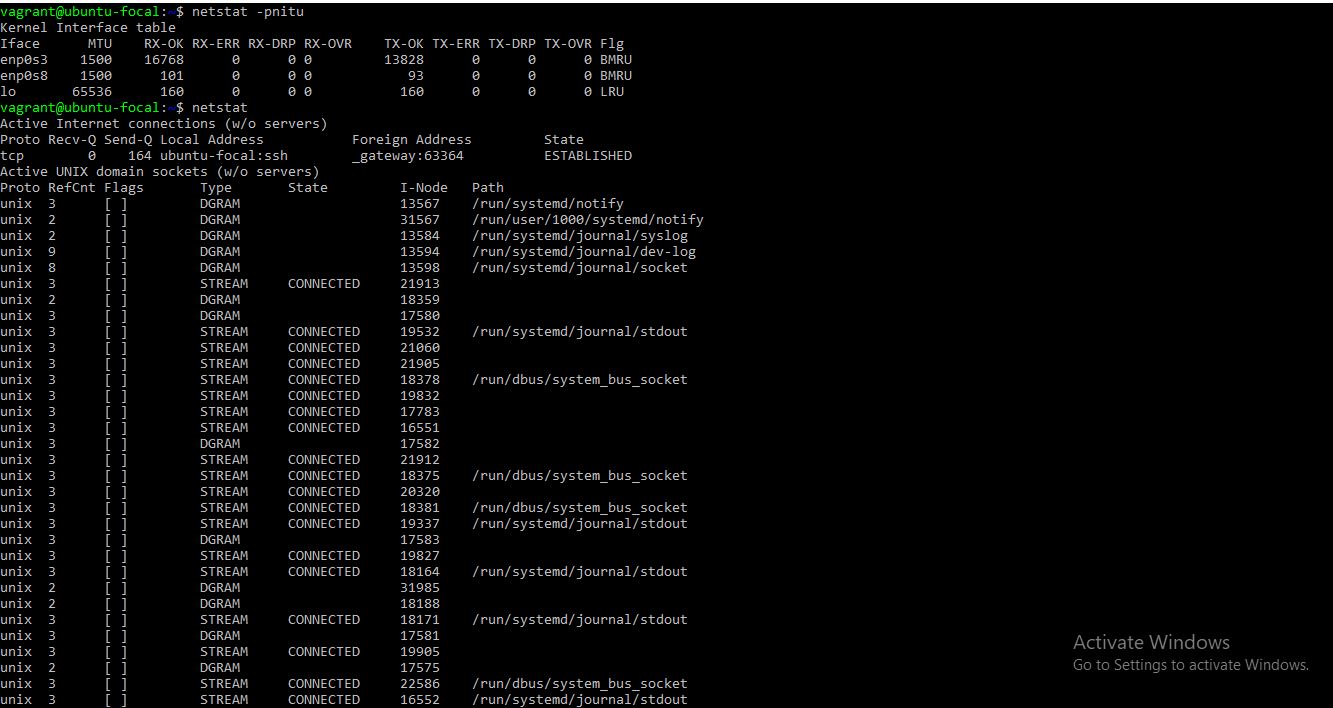 vagrant@ubuntu-focal:~$ netstat -pnitu
Kernel Interface table
Iface      MTU    RX-OK RX-ERR RX-DRP RX-OVR    TX-OK TX-ERR TX-DRP TX-OVR Flg
enp0s3    1500    16768      0      0 0         13828      0      0      0 BMRU
enp0s8    1500      101      0      0 0            93      0      0      0 BMRU
lo       65536      160      0      0 0           160      0      0      0 LRU
vagrant@ubuntu-focal:~$ netstat
Active Internet connections (w/o servers)
Proto Recv-Q Send-Q Local Address           Foreign Address         State
tcp        0    164 ubuntu-focal:ssh        _gateway:63364          ESTABLISHED
Active UNIX domain sockets (w/o servers)
Proto RefCnt Flags       Type       State         I-Node   Path
unix  3      [ ]         DGRAM                    13567    /run/systemd/notify
unix  2      [ ]         DGRAM                    31567    /run/user/1000/systemd/notify
unix  2      [ ]         DGRAM                    13584    /run/systemd/journal/syslog
unix  9      [ ]         DGRAM                    13594    /run/systemd/journal/dev-log
unix  8      [ ]         DGRAM                    13598    /run/systemd/journal/socket
unix  3      [ ]         STREAM     CONNECTED     21913
unix  2      [ ]         DGRAM                    18359
unix  3      [ ]         DGRAM                    17580
unix  3      [ ]         STREAM     CONNECTED     19532    /run/systemd/journal/stdout
unix  3      [ ]         STREAM     CONNECTED     21060
unix  3      [ ]         STREAM     CONNECTED     21905
unix  3      [ ]         STREAM     CONNECTED     18378    /run/dbus/system_bus_socket
unix  3      [ ]         STREAM     CONNECTED     19832
unix  3      [ ]         STREAM     CONNECTED     17783
unix  3      [ ]         STREAM     CONNECTED     16551
unix  3      [ ]         DGRAM                    17582
unix  3      [ ]         STREAM     CONNECTED     21912
unix  3      [ ]         STREAM     CONNECTED     18375    /run/dbus/system_bus_socket
unix  3      [ ]         STREAM     CONNECTED     20320
unix  3      [ ]         STREAM     CONNECTED     18381    /run/dbus/system_bus_socket
unix  3      [ ]         STREAM     CONNECTED     19337    /run/systemd/journal/stdout
unix  3      [ ]         DGRAM                    17583
unix  3      [ ]         STREAM     CONNECTED     19827
unix  3      [ ]         STREAM     CONNECTED     18164    /run/systemd/journal/stdout
unix  2      [ ]         DGRAM                    31985
unix  2      [ ]         DGRAM                    18188
unix  3      [ ]         STREAM     CONNECTED     18171    /run/systemd/journal/stdout
unix  3      [ ]         DGRAM                    17581
unix  3      [ ]         STREAM     CONNECTED     19905
unix  2      [ ]         DGRAM                    17575
unix  3      [ ]         STREAM     CONNECTED     22586    /run/dbus/system_bus_socket
unix  3      [ ]         STREAM     CONNECTED     16552    /run/systemd/journal/stdout
Activate Windows
Go to Settings to activate Windows.